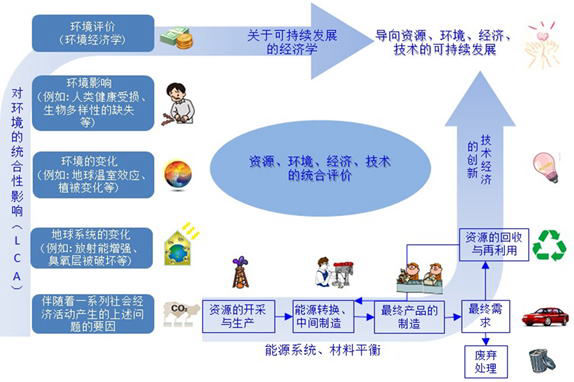 环境评价
(环境经济学)
关于可持续发展
的经济学
导向资源、环境、经济、
技术的可持续发展
环境影响
(例如: 人类健康受损、
生物多样性的缺失
等)
对环境的统合性影响(LCA)
环境的变化
(例如: 地球温室效应、
植被变化等)
资源、环境、经济、技术
的统合评价
技术经济
的创新
地球系统的变化
(例如: 放射能增强、
臭氧层被破坏等)
资源的回收
与再利用
伴随着一系列社会经
济活动产生的上述问
题的要因
CO₂
资源的开采
与生产
能源转换、
中间制造
最终产品的
制造
最终需
求
能源系统、材料平衡
废弃
处理